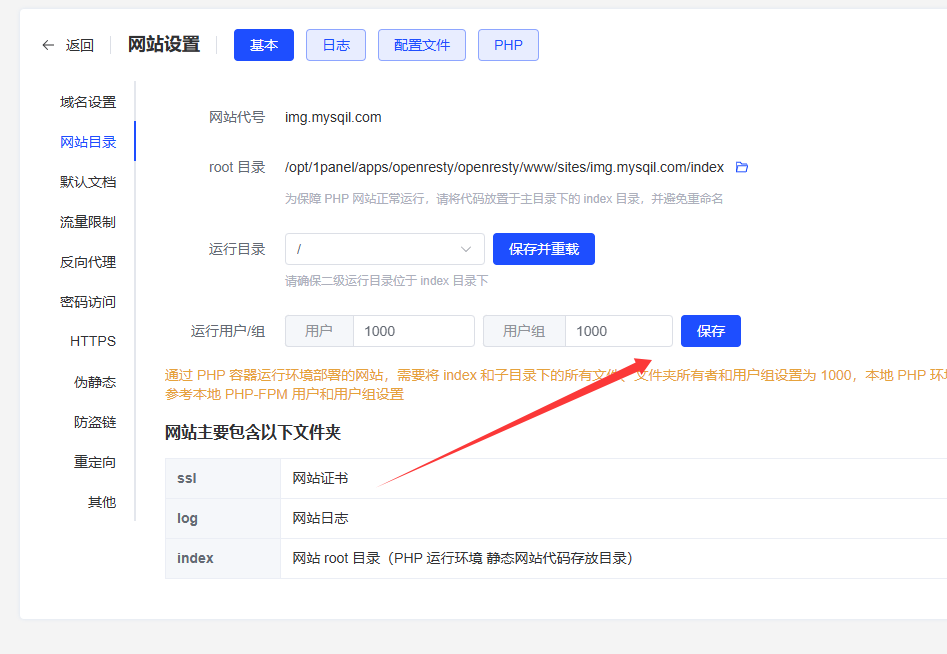 返回 网站设置 基本 日志 配置文件 PHP
域名设置
网站目录
默认文档
流量限制
反向代理
密码访问
HTTPS
伪静态
防盗链
重定向
其他
网站代号 img.mysqil.com
root 目录 /opt/1panel/apps/openresty/openresty/www/sites/img.mysqil.com/index
为保障 PHP 网站正常运行，请将代码放置于主目录下的 index 目录，并避免重命名
运行目录 / 保存并重载
请确保二级运行目录位于 index 目录下
运行用户/组 用户 1000 用户组 1000 保存
通过 PHP 容器运行环境部署的网站，需要将 index 和子目录下的所有文件、文件夹所有者和用户组设置为 1000，本地 PHP 环
参考本地 PHP-FPM 用户和用户组设置
网站主要包含以下文件夹
ssl 网站证书
log 网站日志
index 网站 root 目录（PHP 运行环境 静态网站代码存放目录）